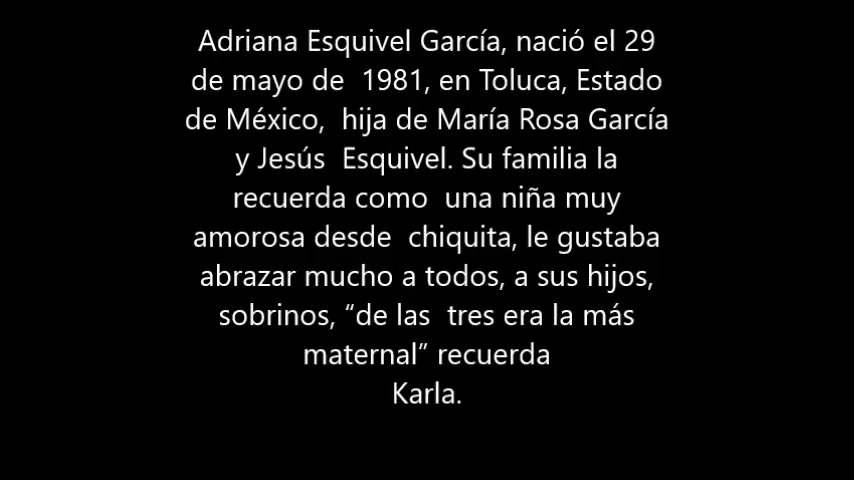 Adriana Esquivel García, nació el 29
de mayo de  1981, en Toluca, Estado
de México,  hija de María Rosa García
y Jesús  Esquivel. Su familia la
recuerda como  una niña muy
amorosa desde  chiquita, le gustaba
abrazar mucho a todos, a sus hijos,
sobrinos, “de las  tres era la más
maternal” recuerda
Karla.